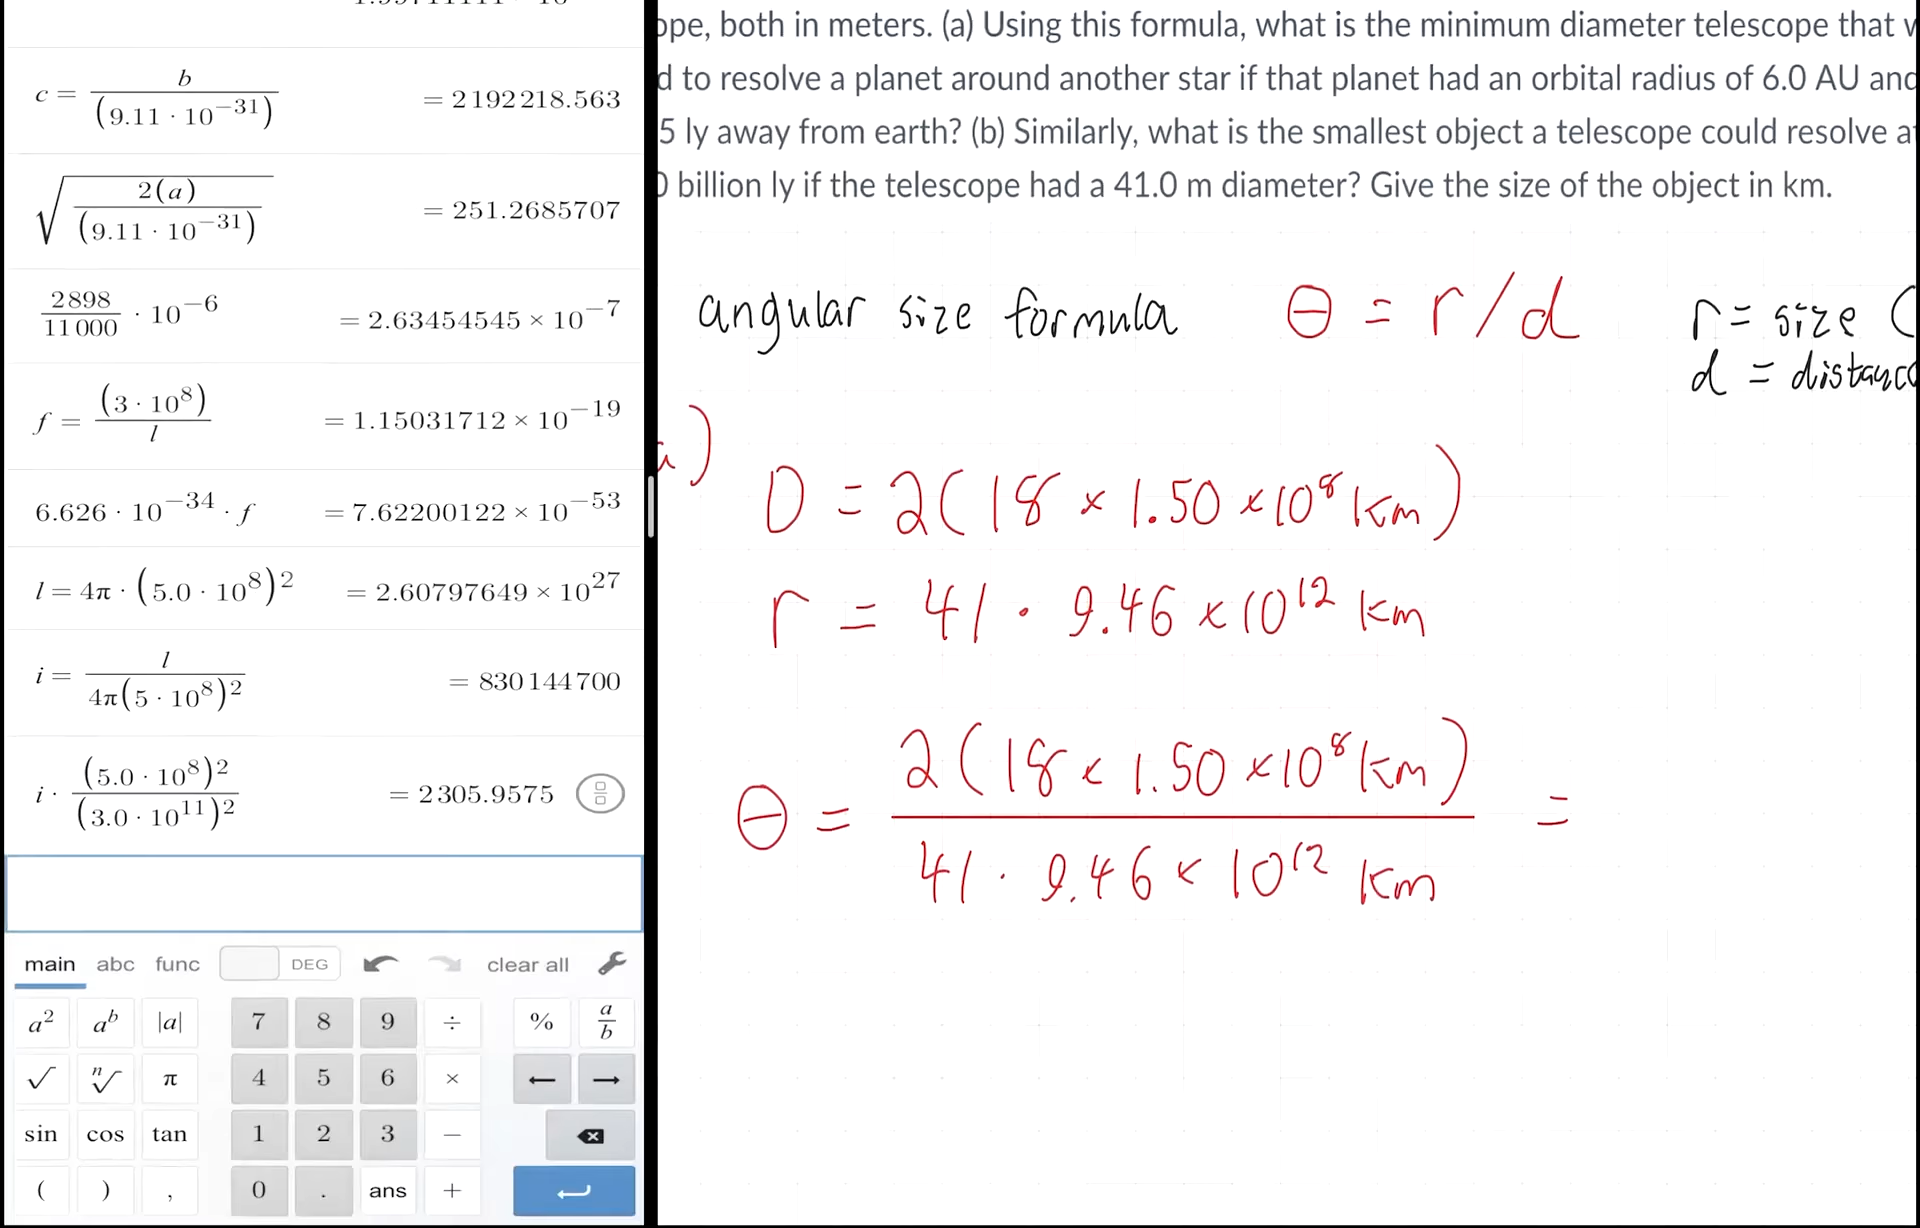 c = b / (9.11 · 10^−31) = 2192218.563
√(2(a) / (9.11 · 10^−31)) = 251.2685707
2898 / 11000 · 10^−6 = 2.63454545 × 10^−7
f = (3 · 10^8) / l = 1.15031712 × 10^−19
6.626 · 10^−34 · f = 7.62200122 × 10^−53
l = 4π · (5.0 · 10^8)2 = 2.60797649 × 10^27
i = l / 4π(5 · 10^8)2 = 830144700
i · (5.0 · 10^8)2 / (3.0 · 10^11)2 = 2305.9575
main abc func DEG clear all
a^2 a^b |a| 7 8 9 ÷ % a/b
√ n√ π 4 5 6 × ← →
sin cos tan 1 2 3 −
( ) , 0 . ans +
ope, both in meters. (a) Using this formula, what is the minimum diameter telescope that
d to resolve a planet around another star if that planet had an orbital radius of 6.0 AU and
5 ly away from earth? (b) Similarly, what is the smallest object a telescope could resolve a
0 billion ly if the telescope had a 41.0 m diameter? Give the size of the object in km.
angular size formula θ = r/d r = size (
d = distance
a)
D = 2(18 × 1.50 × 10^8 km)
r = 41 · 9.46 × 10^12 km
θ = 2(18 × 1.50 × 10^8 km) / 41 · 9.46 × 10^12 km =